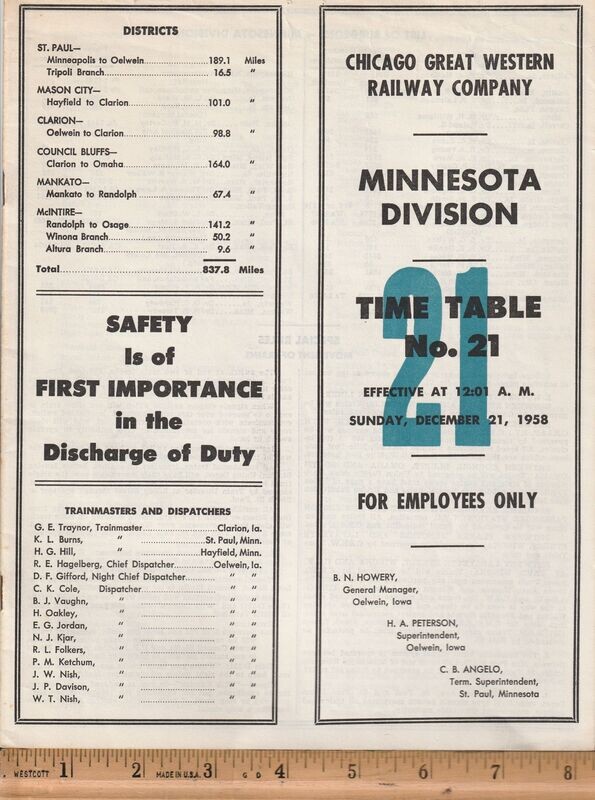 DISTRICTS
ST. PAUL—
Minneapolis to Oelwein 189.1 Miles
Tripoli Branch 16.5 "
MASON CITY—
Hayfield to Clarion 101.0 "
CLARION—
Oelwein to Clarion 98.8 "
COUNCIL BLUFFS—
Clarion to Omaha 164.0 "
MANKATO—
Mankato to Randolph 67.4 "
McINTIRE—
Randolph to Osage 141.2 "
Winona Branch 50.2 "
Altura Branch 9.6 "
Total 837.8 Miles
SAFETY
Is of
FIRST IMPORTANCE
in the
Discharge of Duty
TRAINMASTERS AND DISPATCHERS
G. E. Traynor, Trainmaster Clarion, Ia.
K. L. Burns, " St. Paul, Minn.
H. G. Hill, " Hayfield, Minn.
R. E. Hagelberg, Chief Dispatcher Oelwein, Ia.
D. F. Gifford, Night Chief Dispatcher " "
C. K. Cole, Dispatcher " "
B. J. Vaughn, " " "
H. Oakley, " " "
E. G. Jordan, " " "
N. J. Kjar, " " "
R. L. Folkers, " " "
P. M. Ketchum, " " "
J. W. Nish, " " "
J. P. Davison, " " "
W. T. Nish, " " "
CHICAGO GREAT WESTERN
RAILWAY COMPANY
MINNESOTA
DIVISION
21
TIME TABLE
No. 21
EFFECTIVE AT 12:01 A. M.
SUNDAY, DECEMBER 21, 1958
FOR EMPLOYEES ONLY
B. N. HOWERY,
General Manager,
Oelwein, Iowa
H. A. PETERSON,
Superintendent,
Oelwein, Iowa
C. B. ANGELO,
Term. Superintendent,
St. Paul, Minnesota
WESTCOTT 1 2 MADE IN U.S.A. 3 4 5 6 7 8